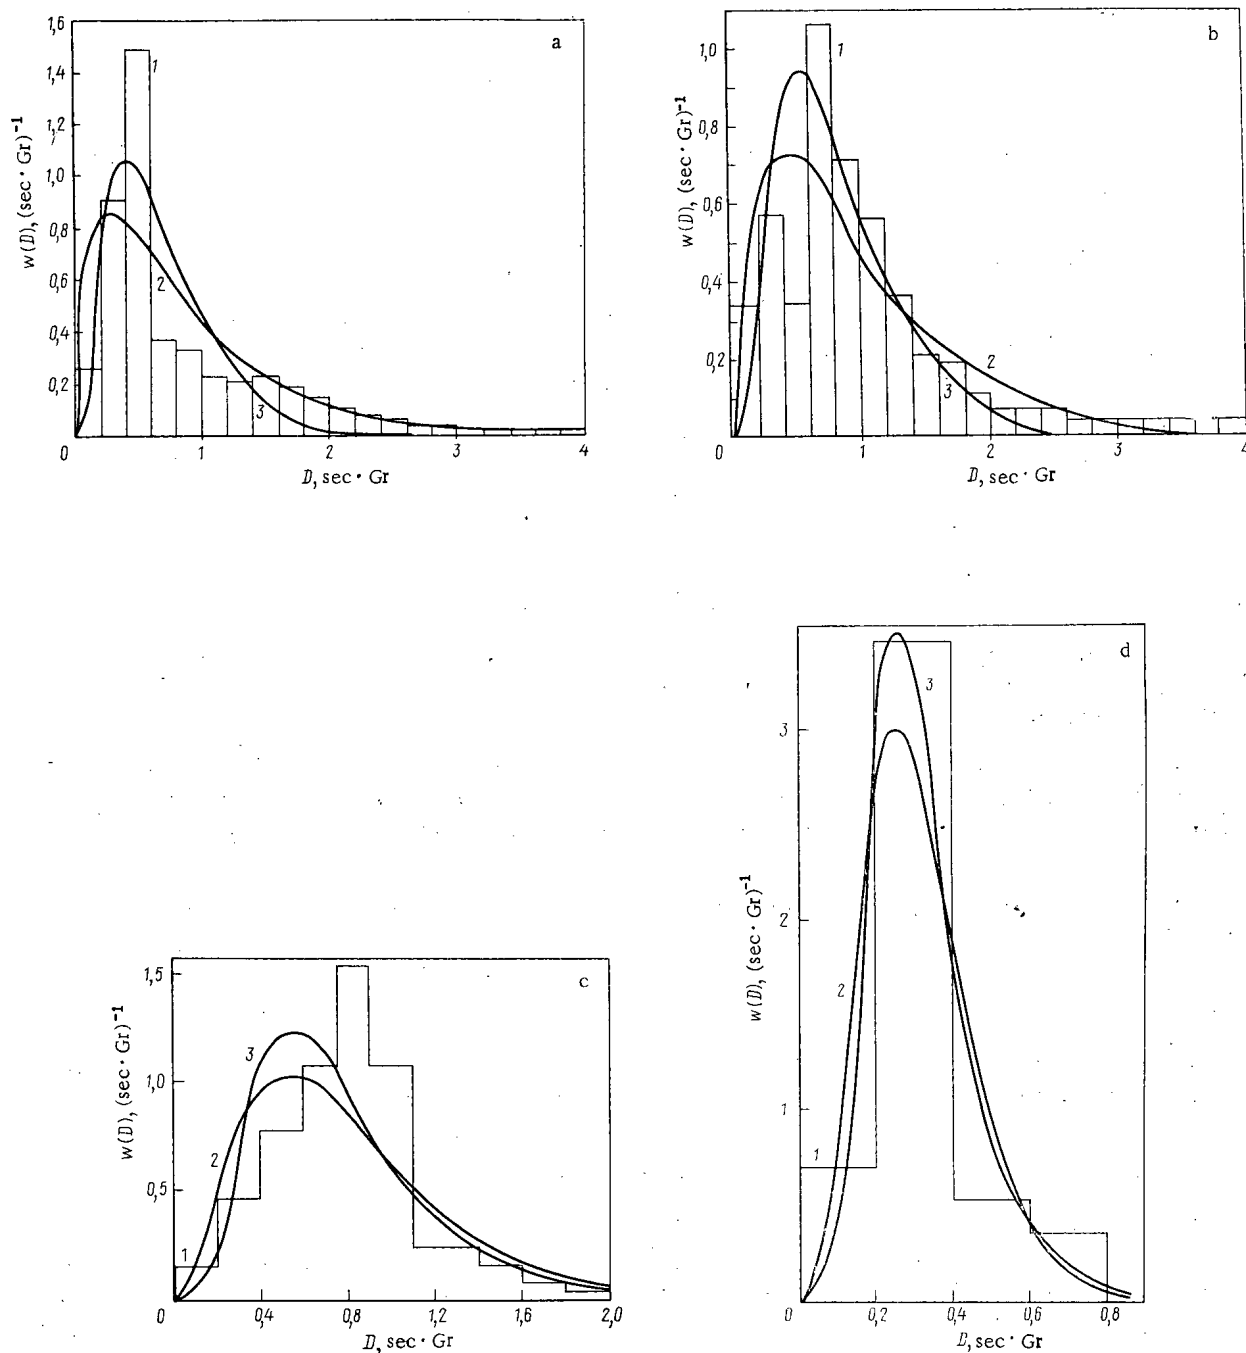 a
w(D), (sec·Gr)⁻¹
1,6
1,4
1,2
1,0
0,8
0,6
0,4
0,2
1
2
3
0 1 2 3 4
D, sec·Gr
b
w(D), (sec·Gr)⁻¹
1,0
0,8
0,6
0,4
0,2
1
2
3
0 1 2 3 4
D, sec·Gr
c
w(D), (sec·Gr)⁻¹
1,5
1,0
0,5
3
2
1
0 0,4 0,8 1,2 1,6 2,0
D, sec·Gr
d
w(D), (sec·Gr)⁻¹
3
2
1
3
2
1
0 0,2 0,4 0,6 0,8
D, sec·Gr